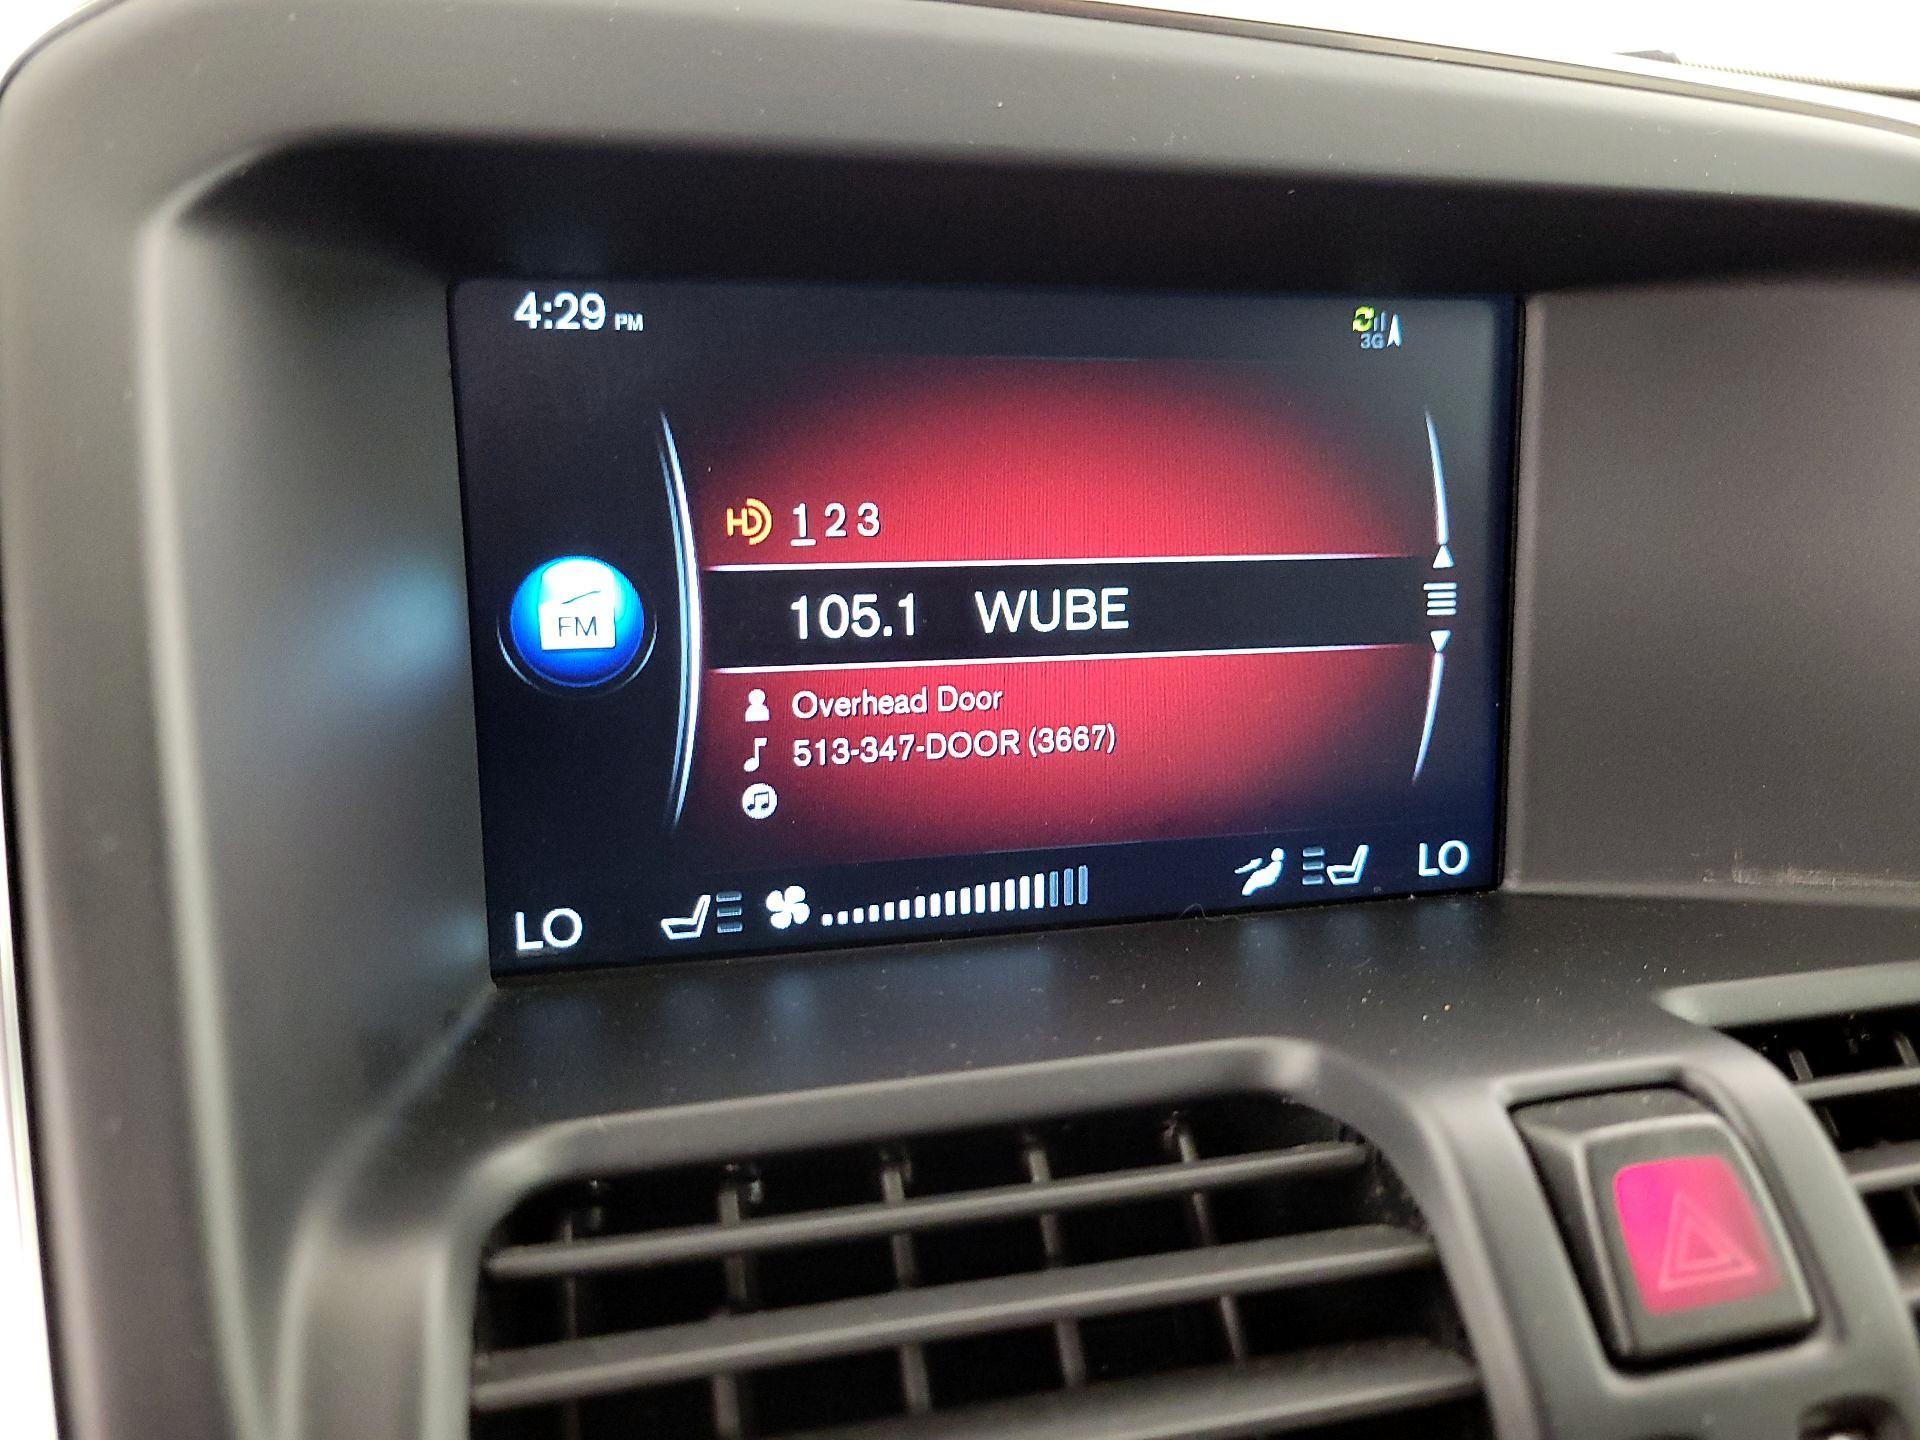 4:29 PM
3G
HD 1 2 3
FM
105.1 WUBE
Overhead Door
513-347-DOOR (3667)
LO
LO